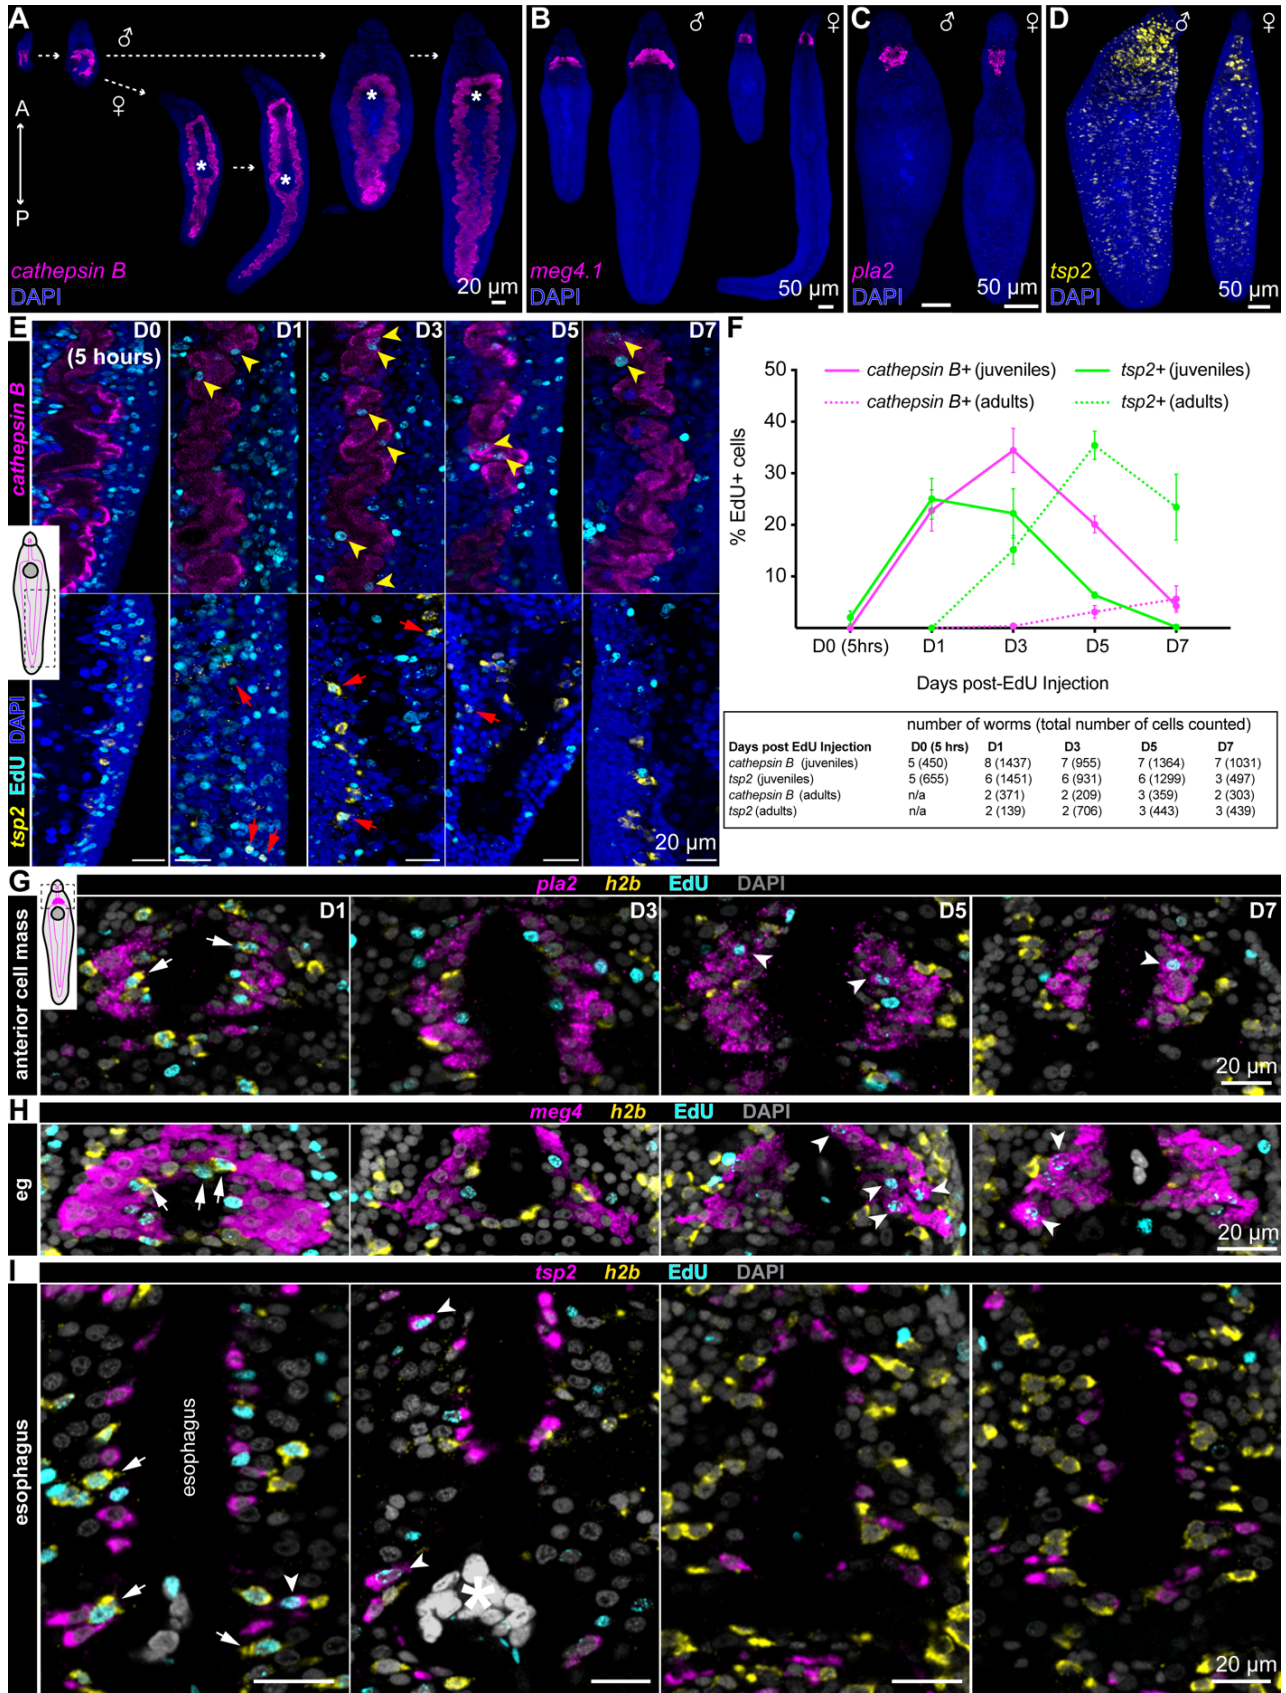 A
♂
♀
A
P
cathepsin B
DAPI
20 µm
B
♂
♀
meg4.1
DAPI
50 µm
C
♂
♀
pla2
DAPI
50 µm
D
♂
♀
tsp2
DAPI
50 µm
E
D0
(5 hours)
D1
D3
D5
D7
cathepsin B
tsp2 EdU DAPI
20 µm
F
cathepsin B+ (juveniles)
tsp2+ (juveniles)
cathepsin B+ (adults)
tsp2+ (adults)
% EdU+ cells
50
40
30
20
10
D0 (5hrs) D1 D3 D5 D7
Days post-EdU Injection
number of worms (total number of cells counted)
Days post EdU Injection D0 (5 hrs) D1 D3 D5 D7
cathepsin B (juveniles) 5 (450) 8 (1437) 7 (955) 7 (1364) 7 (1031)
tsp2 (juveniles) 5 (655) 6 (1451) 6 (931) 6 (1299) 3 (497)
cathepsin B (adults) n/a 2 (371) 2 (209) 3 (359) 2 (303)
tsp2 (adults) n/a 2 (139) 2 (706) 3 (443) 3 (439)
G
pla2 h2b EdU DAPI
anterior cell mass
D1
D3
D5
D7
20 µm
H
meg4 h2b EdU DAPI
eg
20 µm
I
tsp2 h2b EdU DAPI
esophagus
esophagus
20 µm